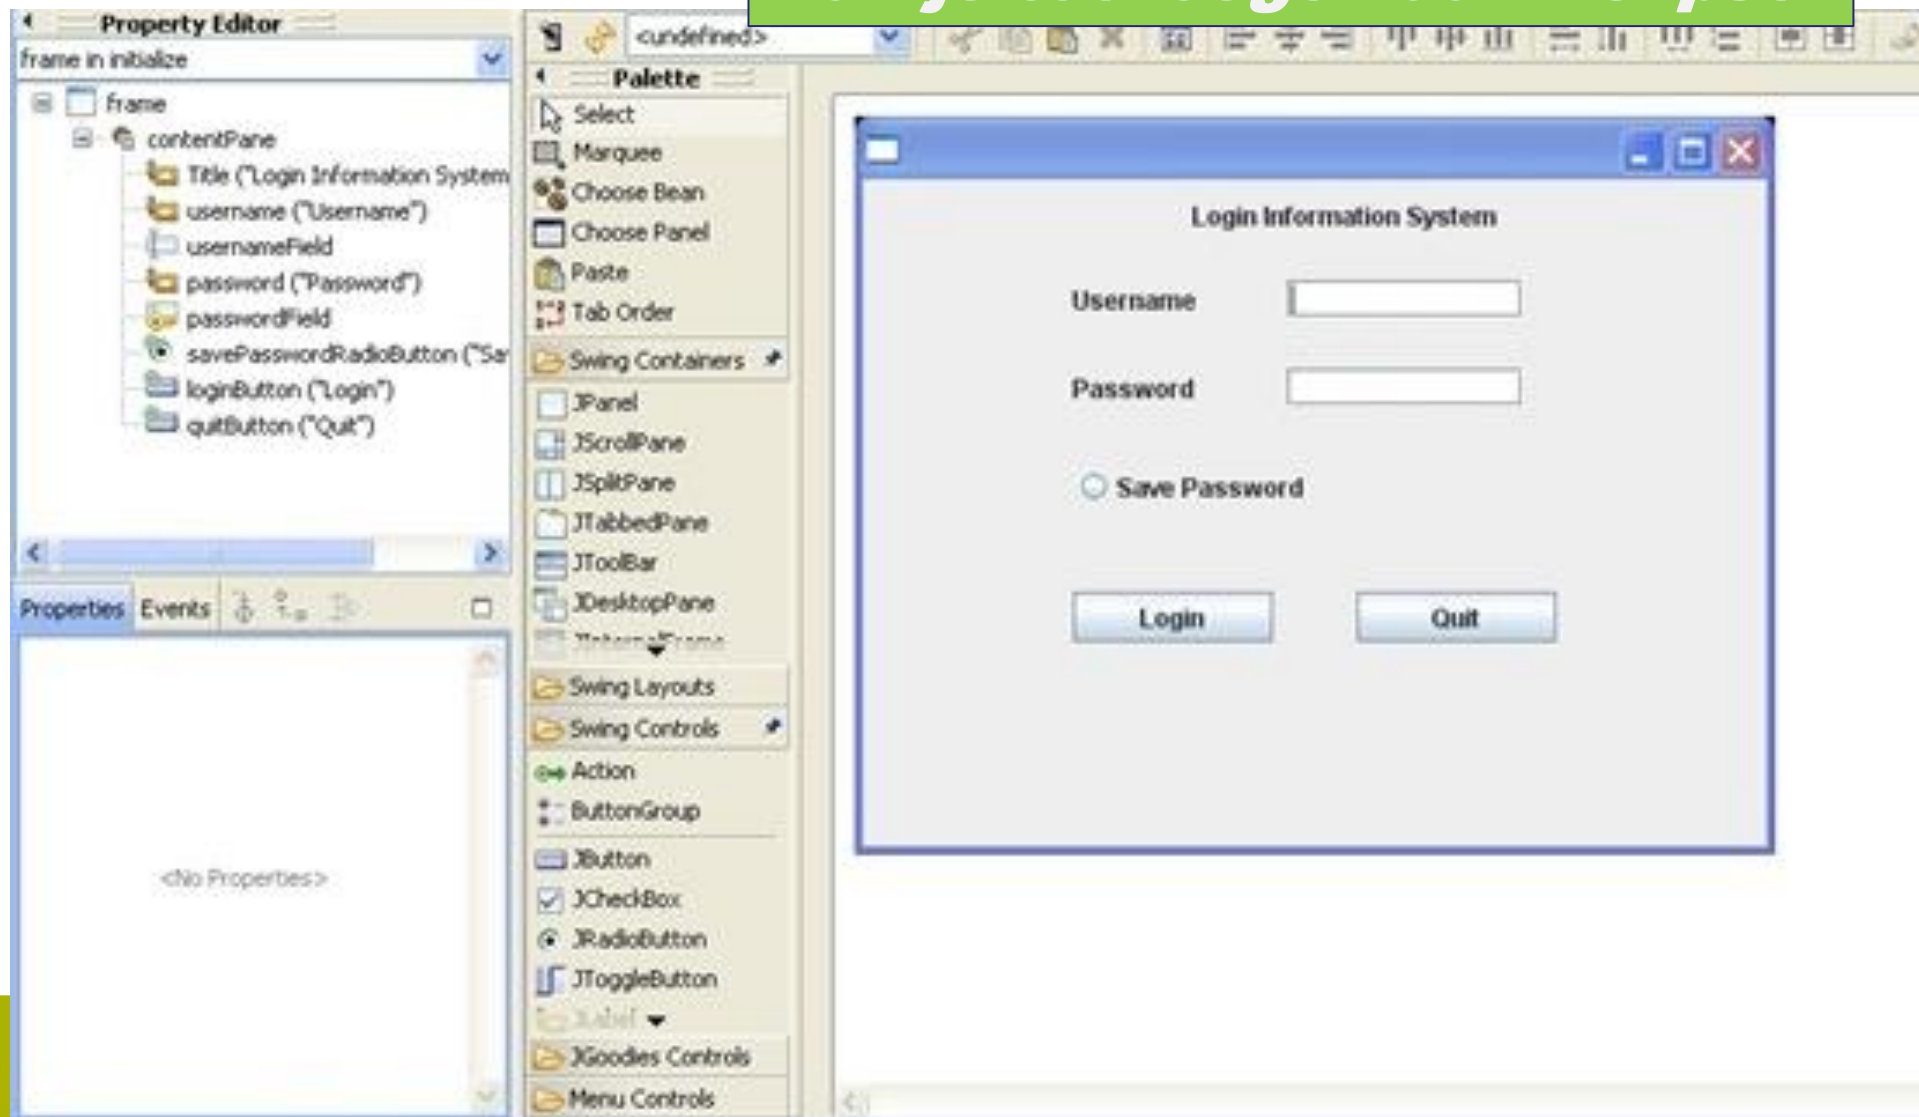 Property Editor
frame in initialize
frame
contentPane
Title ("Login Information System
username ("Username")
usernameField
password ("Password")
passwordField
savePasswordRadioButton ("Sa
loginButton ("Login")
quitButton ("Quit")
Properties
Events
<No Properties>
<undefined>
Palette
Select
Marquee
Choose Bean
Choose Panel
Paste
Tab Order
Swing Containers
JPanel
JScrollPane
JSplitPane
JTabbedPane
JToolBar
JDesktopPane
JInternalFrame
Swing Layouts
Swing Controls
Action
ButtonGroup
JButton
JCheckBox
JRadioButton
JToggleButton
JLabel
JGoodies Controls
Menu Controls
Login Information System
Username
Password
Save Password
Login
Quit